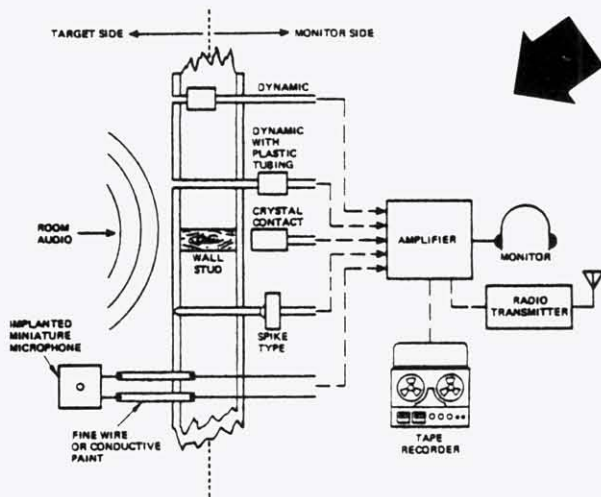 TARGET SIDE
MONITOR SIDE
DYNAMIC
DYNAMIC
WITH
PLASTIC
TUBING
ROOM
AUDIO
CRYSTAL
CONTACT
WALL
STUD
AMPLIFIER
MONITOR
RADIO
TRANSMITTER
IMPLANTED
MINIATURE
MICROPHONE
SPIKE
TYPE
FINE WIRE
OR CONDUCTIVE
PAINT
TAPE
RECORDER